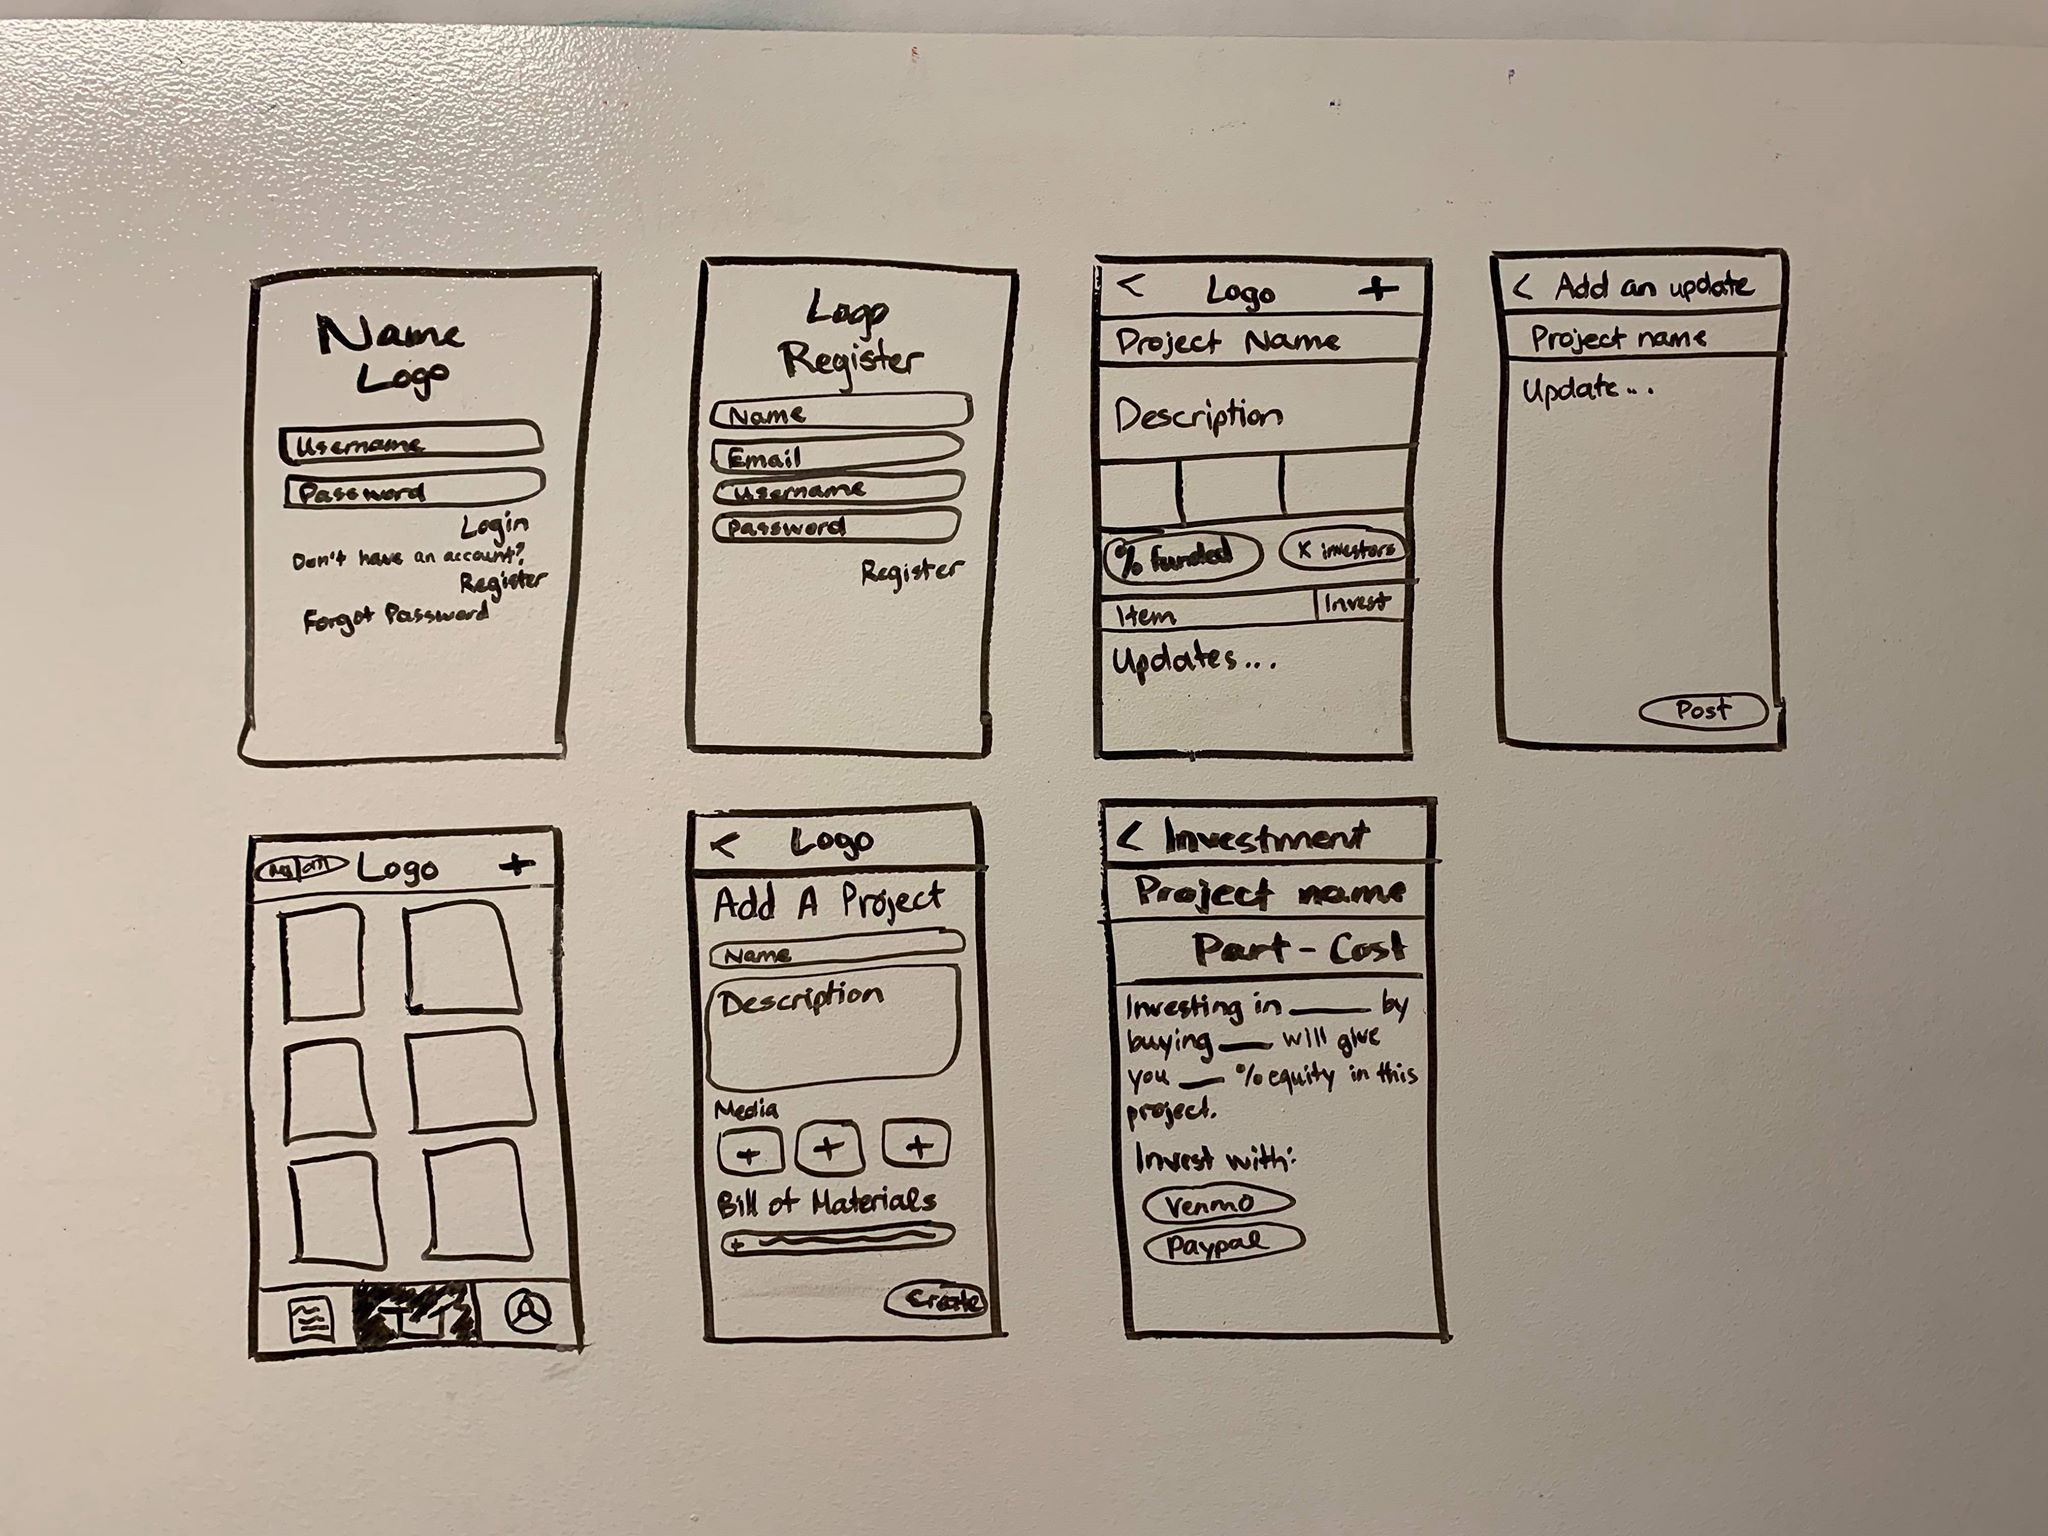 Name
Logo
Username
Password
Login
Don't have an account?
Register
Forgot Password
Logo
Register
Name
Email
Username
Password
Register
< Logo +
Project Name
Description
% funded
X investors
Item
Invest
Updates...
< Add an update
Project name
Update...
Post
My all
Logo +
< Logo
Add A Project
Name
Description
Media
+ + +
Bill of Materials
+
Create
< Investment
Project name
Part - Cost
Investing in ____ by
buying ___ will give
you ___ % equity in this
project.
Invest with:
Venmo
Paypal